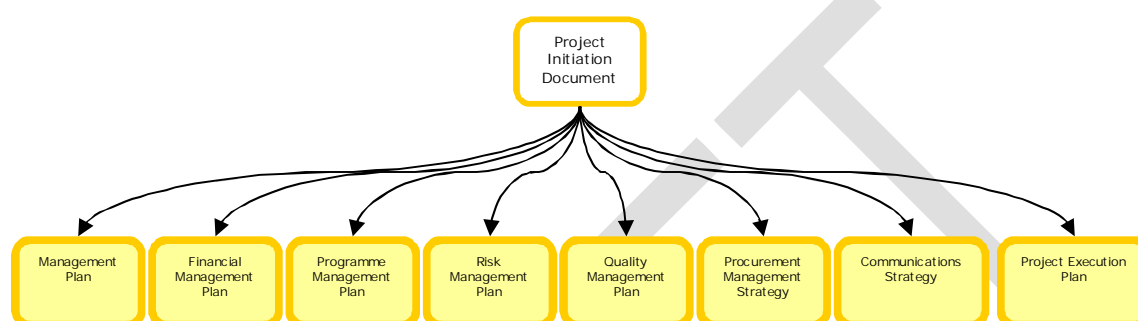 Project
Initiation
Document
Management
Plan
Financial
Management
Plan
Programme
Management
Plan
Risk
Management
Plan
Quality
Management
Plan
Procurement
Management
Strategy
Communications
Strategy
Project Execution
Plan